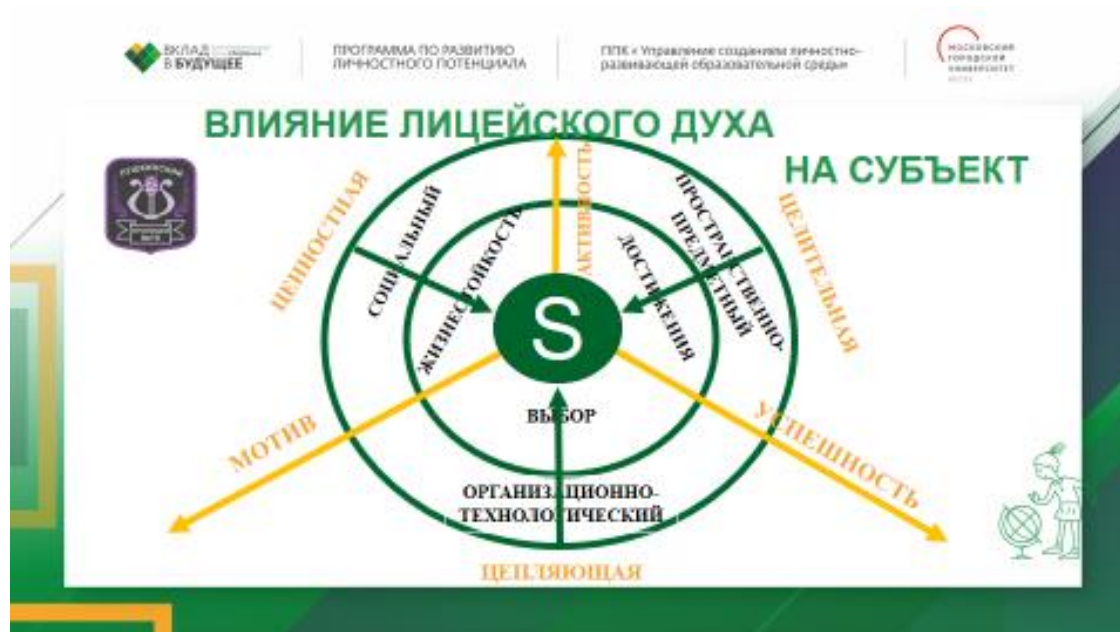 ВКЛАД
В БУДУЩЕЕ
ПРОГРАММА ПО РАЗВИТИЮ
ЛИЧНОСТНОГО ПОТЕНЦИАЛА
ППК « Управление созданием личностно-
развивающей образовательной среды»
МОСКОВСКИЙ
ГОРОДСКОЙ
УНИВЕРСИТЕТ
ВЛИЯНИЕ ЛИЦЕЙСКОГО ДУХА
НА СУБЪЕКТ
ЦЕННОСТНАЯ
СОЦИАЛЬНЫЙ
ЖИЗНЕСТОЙКОСТЬ
АКТИВНОСТЬ
ДОСТИЖЕНИЯ
ПРОСТРАНСТВЕННО-
ПРЕДМЕТНЫЙ
ЦЕЛИТЕЛЬНАЯ
S
ВЫБОР
МОТИВ
УСПЕШНОСТЬ
ОРГАНИЗАЦИОННО-
ТЕХНОЛОГИЧЕСКИЙ
ЦЕПЛЯЮЩАЯ